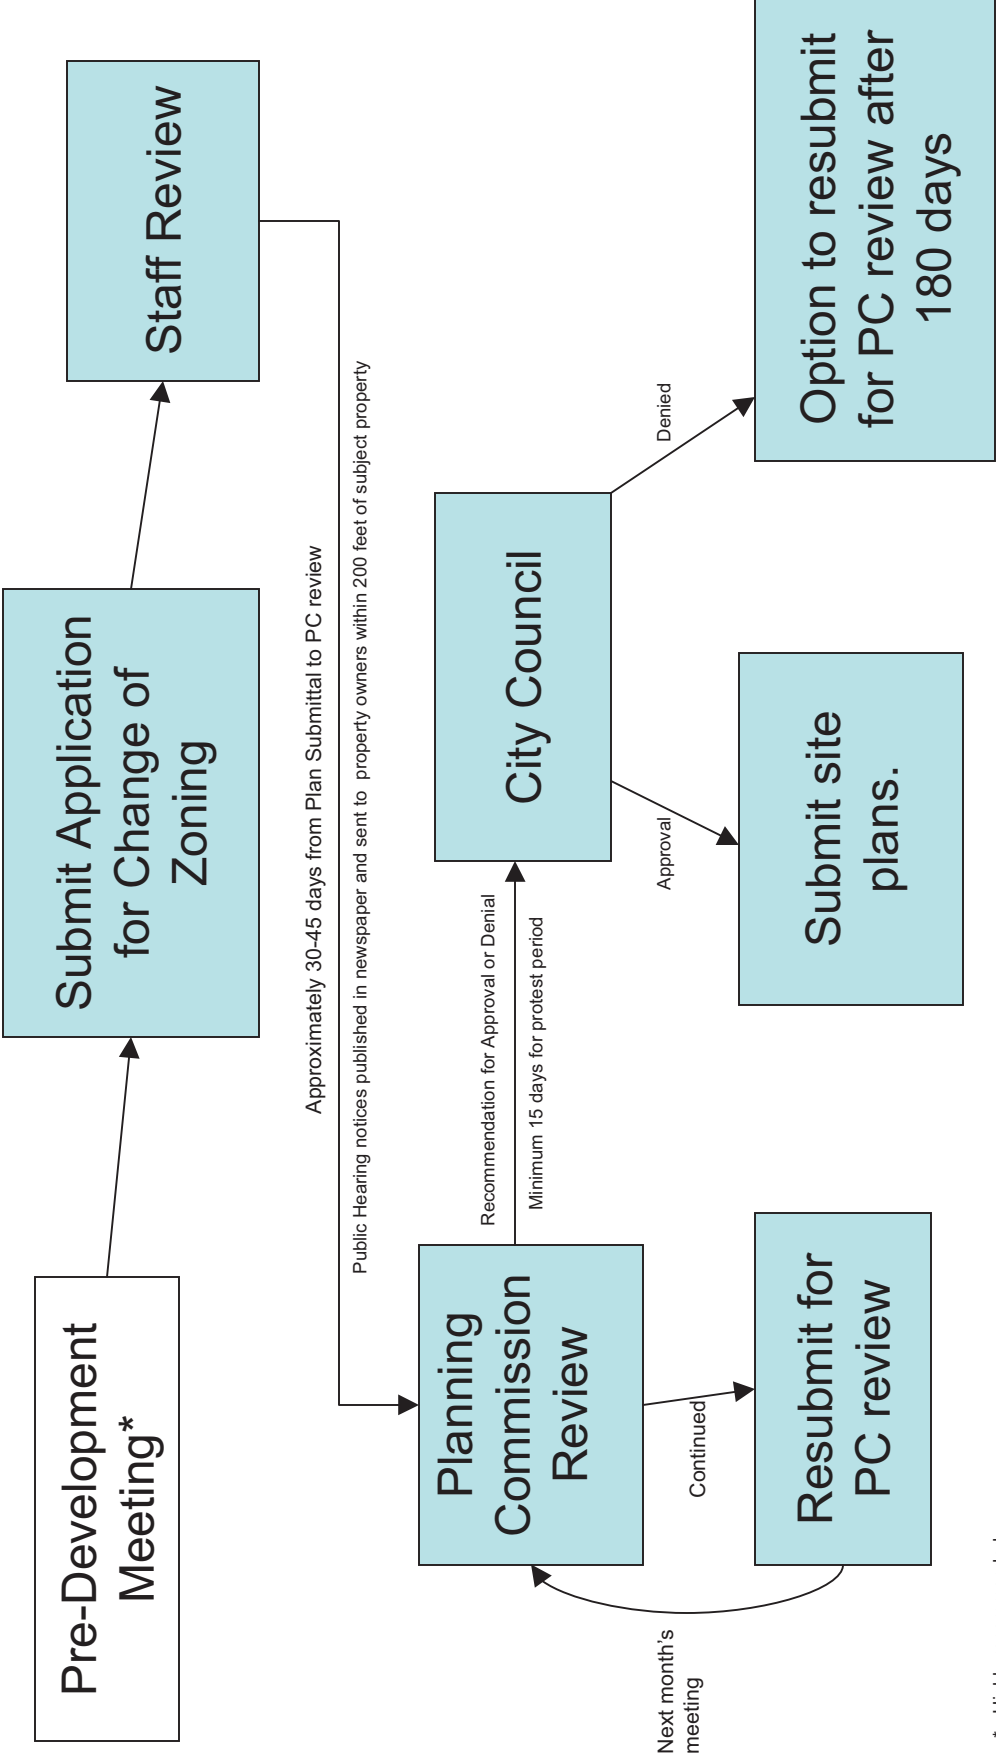 Pre-Development
Meeting*
Submit Application
for Change of
Zoning
Staff Review
Approximately 30-45 days from Plan Submittal to PC review
Public Hearing notices published in newspaper and sent to property owners within 200 feet of subject property
Planning
Commission
Review
Recommendation for Approval or Denial
Minimum 15 days for protest period
City Council
Continued
Approval
Denied
Next month's
meeting
Resubmit for
PC review
Submit site
plans.
Option to resubmit
for PC review after
180 days